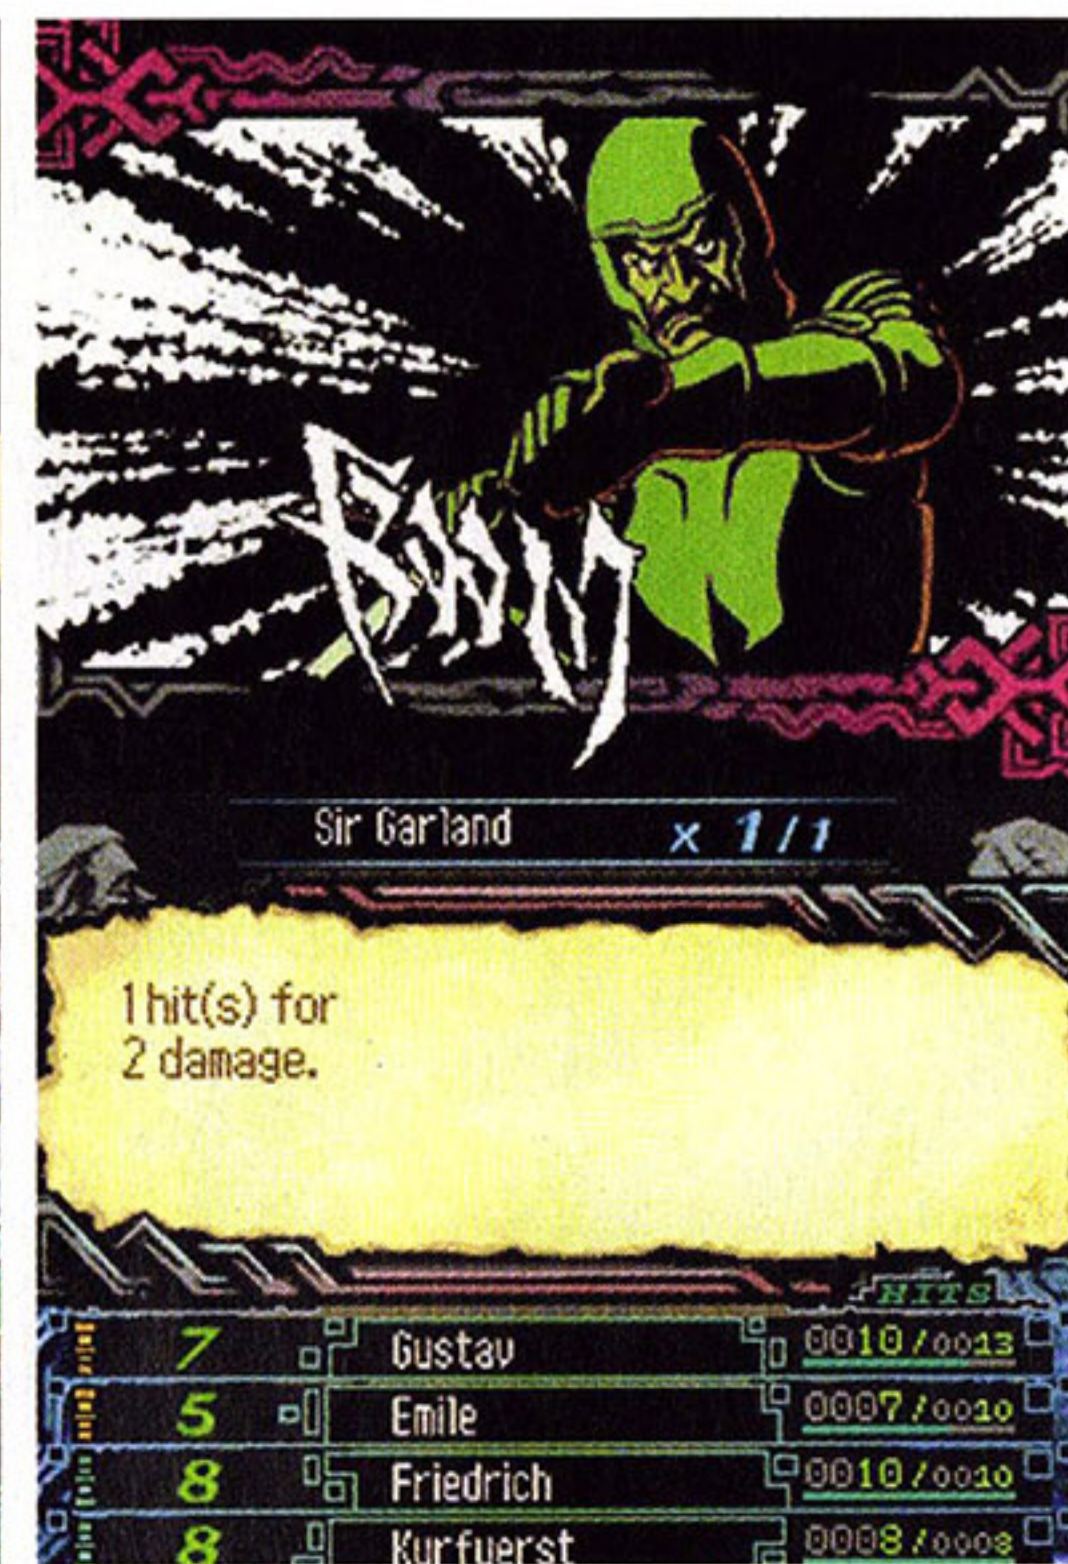 BWM
Sir Garland x 1/1
1 hit(s) for
2 damage.
HITS
7 Gustav 0010/0013
5 Emile 0007/0010
8 Friedrich 0010/0010
8 Kurfuerst 0008/0008